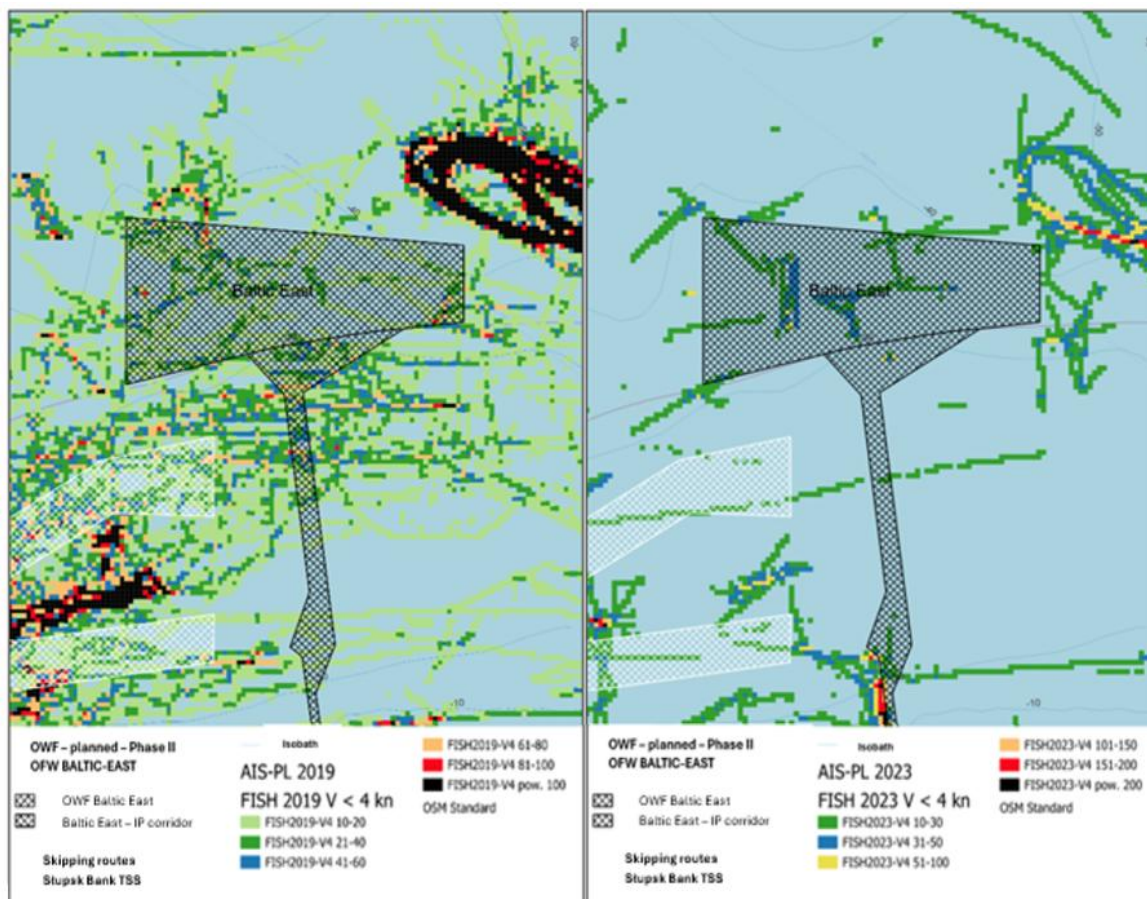 -60
-40
Baltic East
-10
OWF – planned – Phase II
OFW BALTIC-EAST
OWF Baltic East
Baltic East – IP corridor
Skipping routes
Słupsk Bank TSS
Isobath
AIS-PL 2019
FISH 2019 V < 4 kn
FISH2019-V4 10-20
FISH2019-V4 21-40
FISH2019-V4 41-60
FISH2019-V4 61-80
FISH2019-V4 81-100
FISH2019-V4 pow. 100
OSM Standard
-40
Baltic East
-10
OWF – planned – Phase II
OFW BALTIC-EAST
OWF Baltic East
Baltic East – IP corridor
Skipping routes
Słupsk Bank TSS
Isobath
AIS-PL 2023
FISH 2023 V < 4 kn
FISH2023-V4 10-30
FISH2023-V4 31-50
FISH2023-V4 51-100
FISH2023-V4 101-150
FISH2023-V4 151-200
FISH2023-V4 pow. 200
OSM Standard